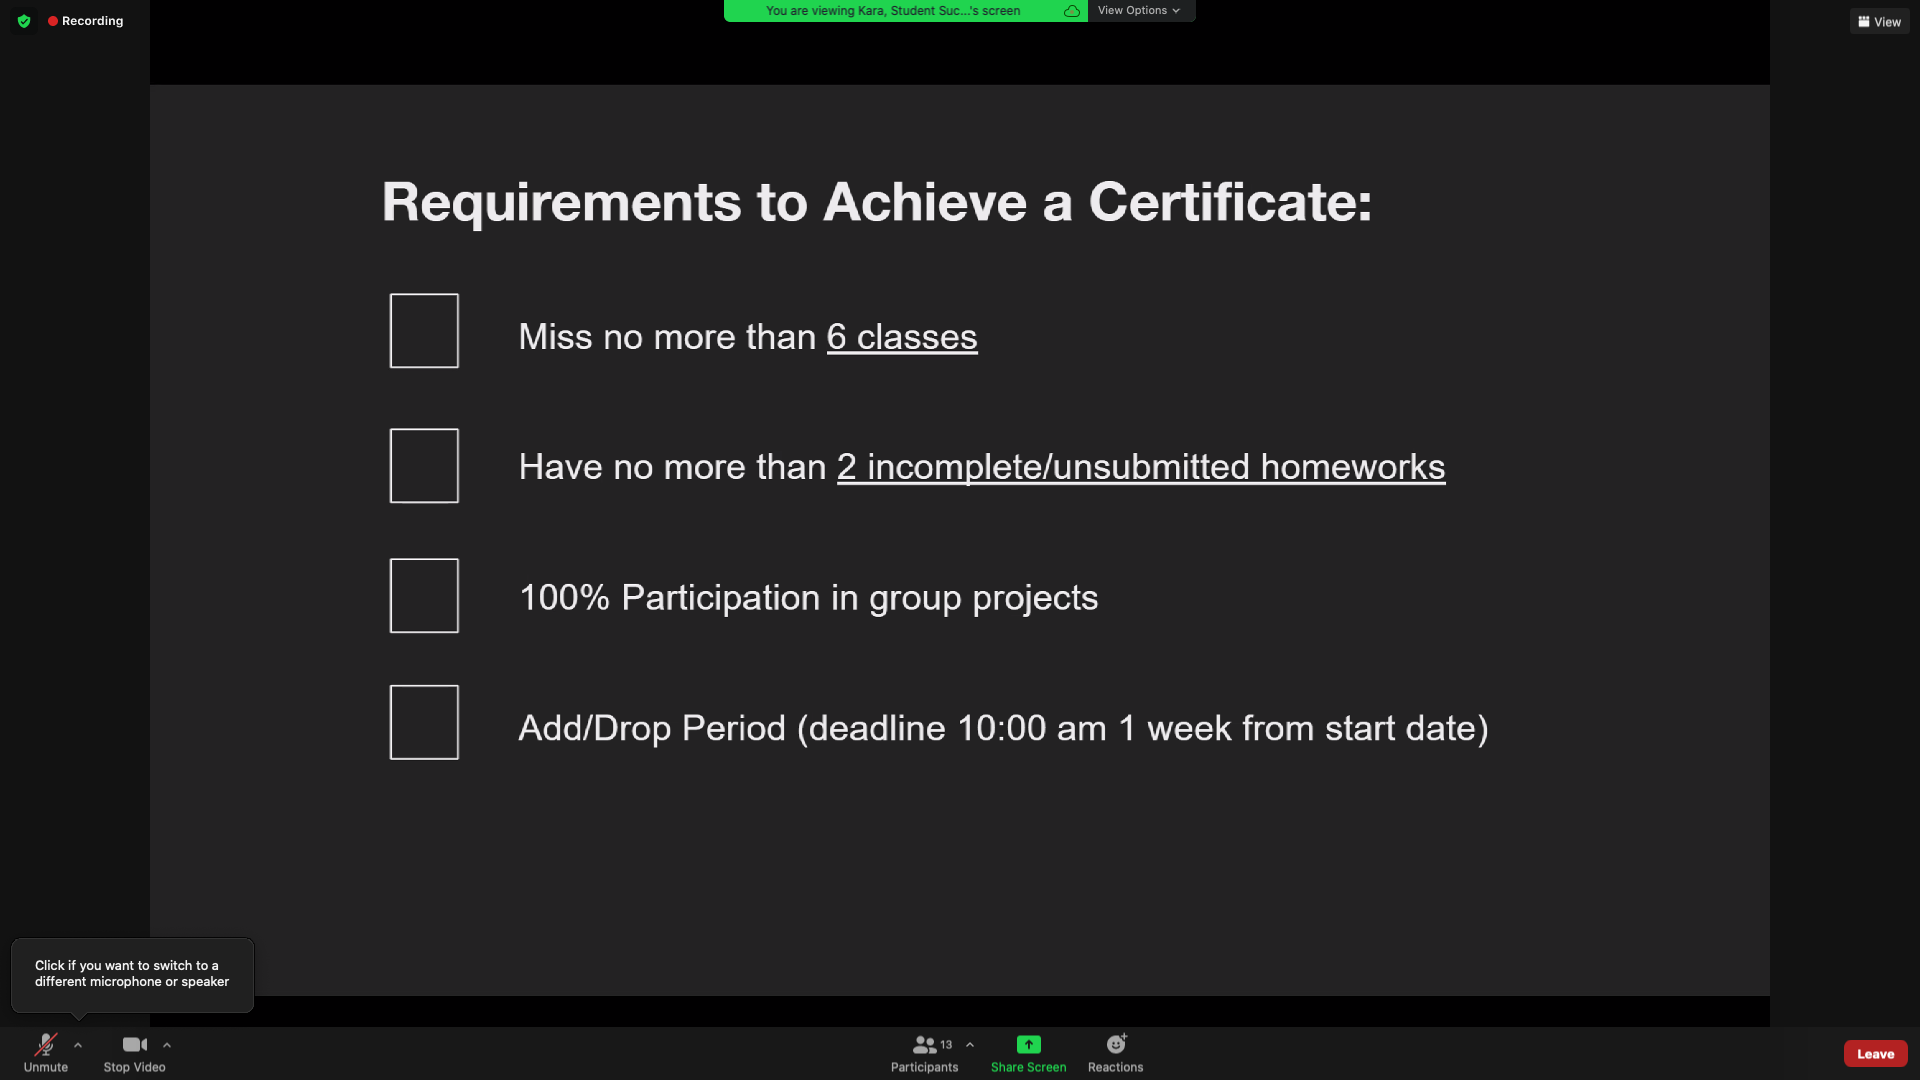 Recording
You are viewing Kara, Student Suc...'s screen
View Options
View
Requirements to Achieve a Certificate:
Miss no more than 6 classes
Have no more than 2 incomplete/unsubmitted homeworks
100% Participation in group projects
Add/Drop Period (deadline 10:00 am 1 week from start date)
Click if you want to switch to a
different microphone or speaker
Unmute
Stop Video
13
Participants
Share Screen
Reactions
Leave